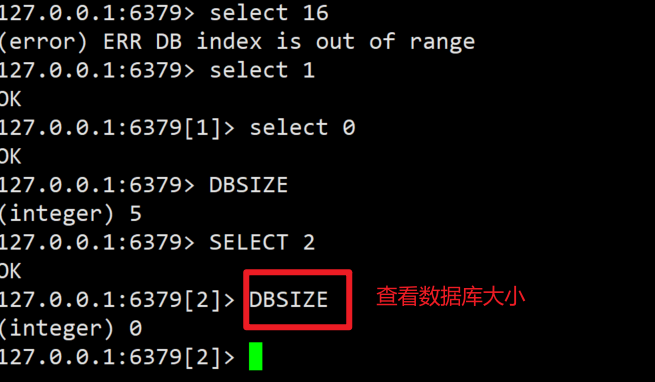 127.0.0.1:6379> select 16
(error) ERR DB index is out of range
127.0.0.1:6379> select 1
OK
127.0.0.1:6379[1]> select 0
OK
127.0.0.1:6379> DBSIZE
(integer) 5
127.0.0.1:6379> SELECT 2
OK
127.0.0.1:6379[2]> DBSIZE 查看数据库大小
(integer) 0
127.0.0.1:6379[2]>